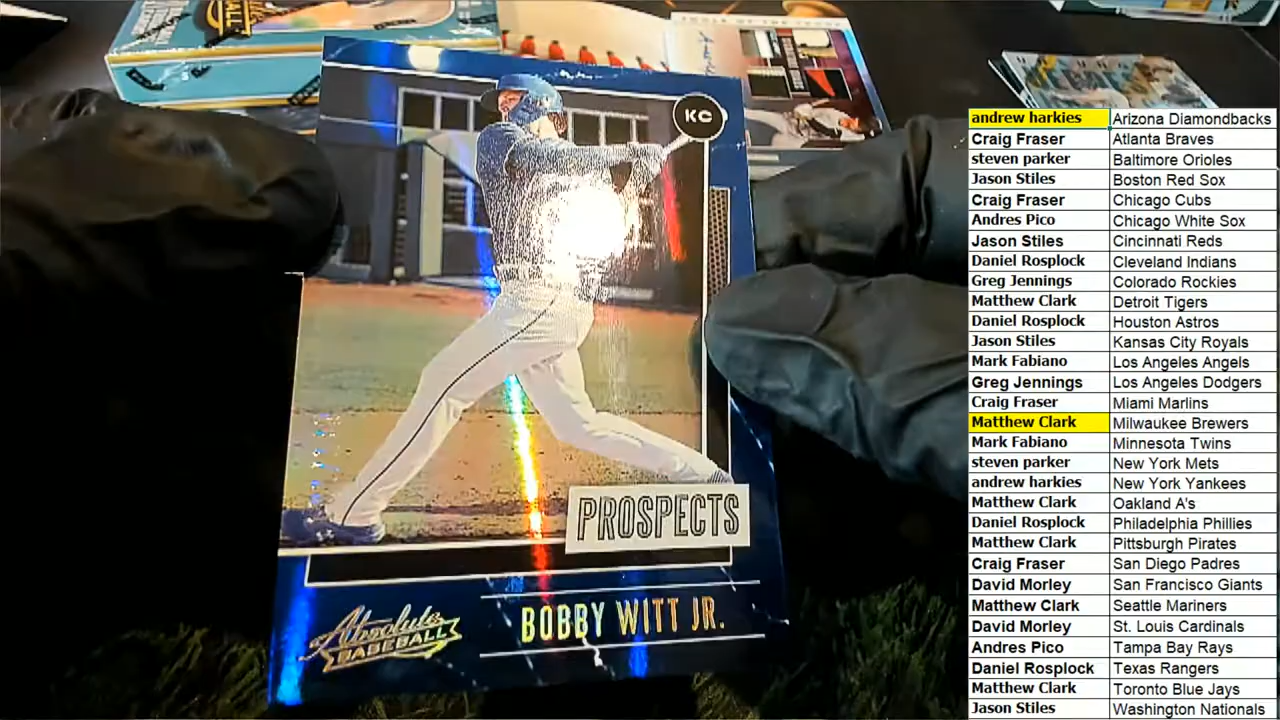 KC
PROSPECTS
Absolute
BASEBALL
BOBBY WITT JR.
andrew harkies Arizona Diamondbacks
Craig Fraser Atlanta Braves
steven parker Baltimore Orioles
Jason Stiles Boston Red Sox
Craig Fraser Chicago Cubs
Andres Pico Chicago White Sox
Jason Stiles Cincinnati Reds
Daniel Rosplock Cleveland Indians
Greg Jennings Colorado Rockies
Matthew Clark Detroit Tigers
Daniel Rosplock Houston Astros
Jason Stiles Kansas City Royals
Mark Fabiano Los Angeles Angels
Greg Jennings Los Angeles Dodgers
Craig Fraser Miami Marlins
Matthew Clark Milwaukee Brewers
Mark Fabiano Minnesota Twins
steven parker New York Mets
andrew harkies New York Yankees
Matthew Clark Oakland A's
Daniel Rosplock Philadelphia Phillies
Matthew Clark Pittsburgh Pirates
Craig Fraser San Diego Padres
David Morley San Francisco Giants
Matthew Clark Seattle Mariners
David Morley St. Louis Cardinals
Andres Pico Tampa Bay Rays
Daniel Rosplock Texas Rangers
Matthew Clark Toronto Blue Jays
Jason Stiles Washington Nationals